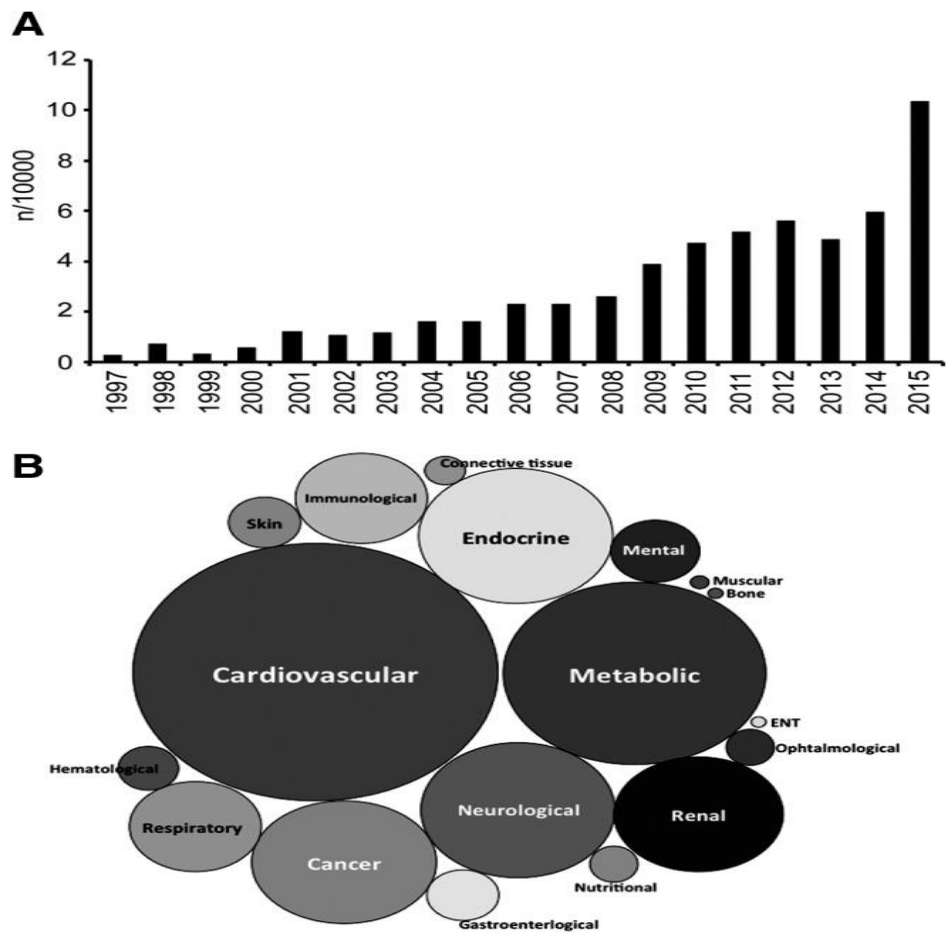 A
12
10
8
6
4
2
0
n/10000
1997
1998
1999
2000
2001
2002
2003
2004
2005
2006
2007
2008
2009
2010
2011
2012
2013
2014
2015
B
Connective tissue
Immunological
Skin
Endocrine
Mental
Muscular
Bone
Cardiovascular
Metabolic
ENT
Ophtalmological
Hematological
Neurological
Renal
Respiratory
Cancer
Nutritional
Gastroenterlogical